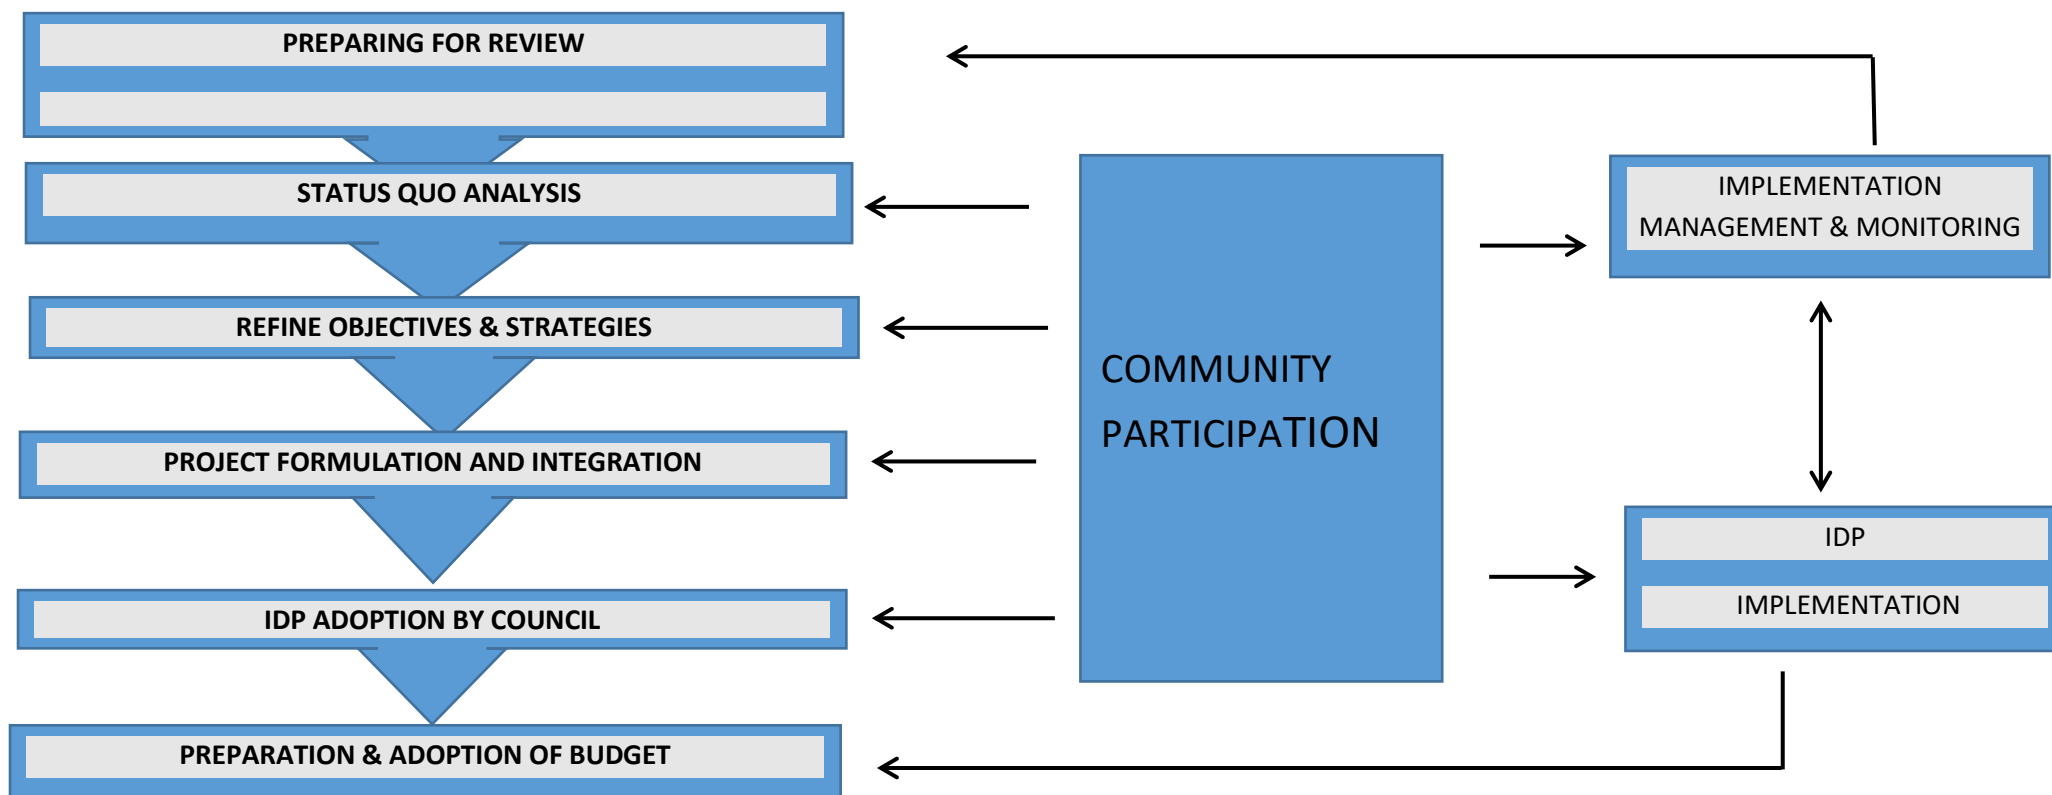 PREPARING FOR REVIEW
STATUS QUO ANALYSIS
REFINE OBJECTIVES & STRATEGIES
PROJECT FORMULATION AND INTEGRATION
IDP ADOPTION BY COUNCIL
PREPARATION & ADOPTION OF BUDGET
COMMUNITY
PARTICIPATION
IMPLEMENTATION
MANAGEMENT & MONITORING
IDP
IMPLEMENTATION